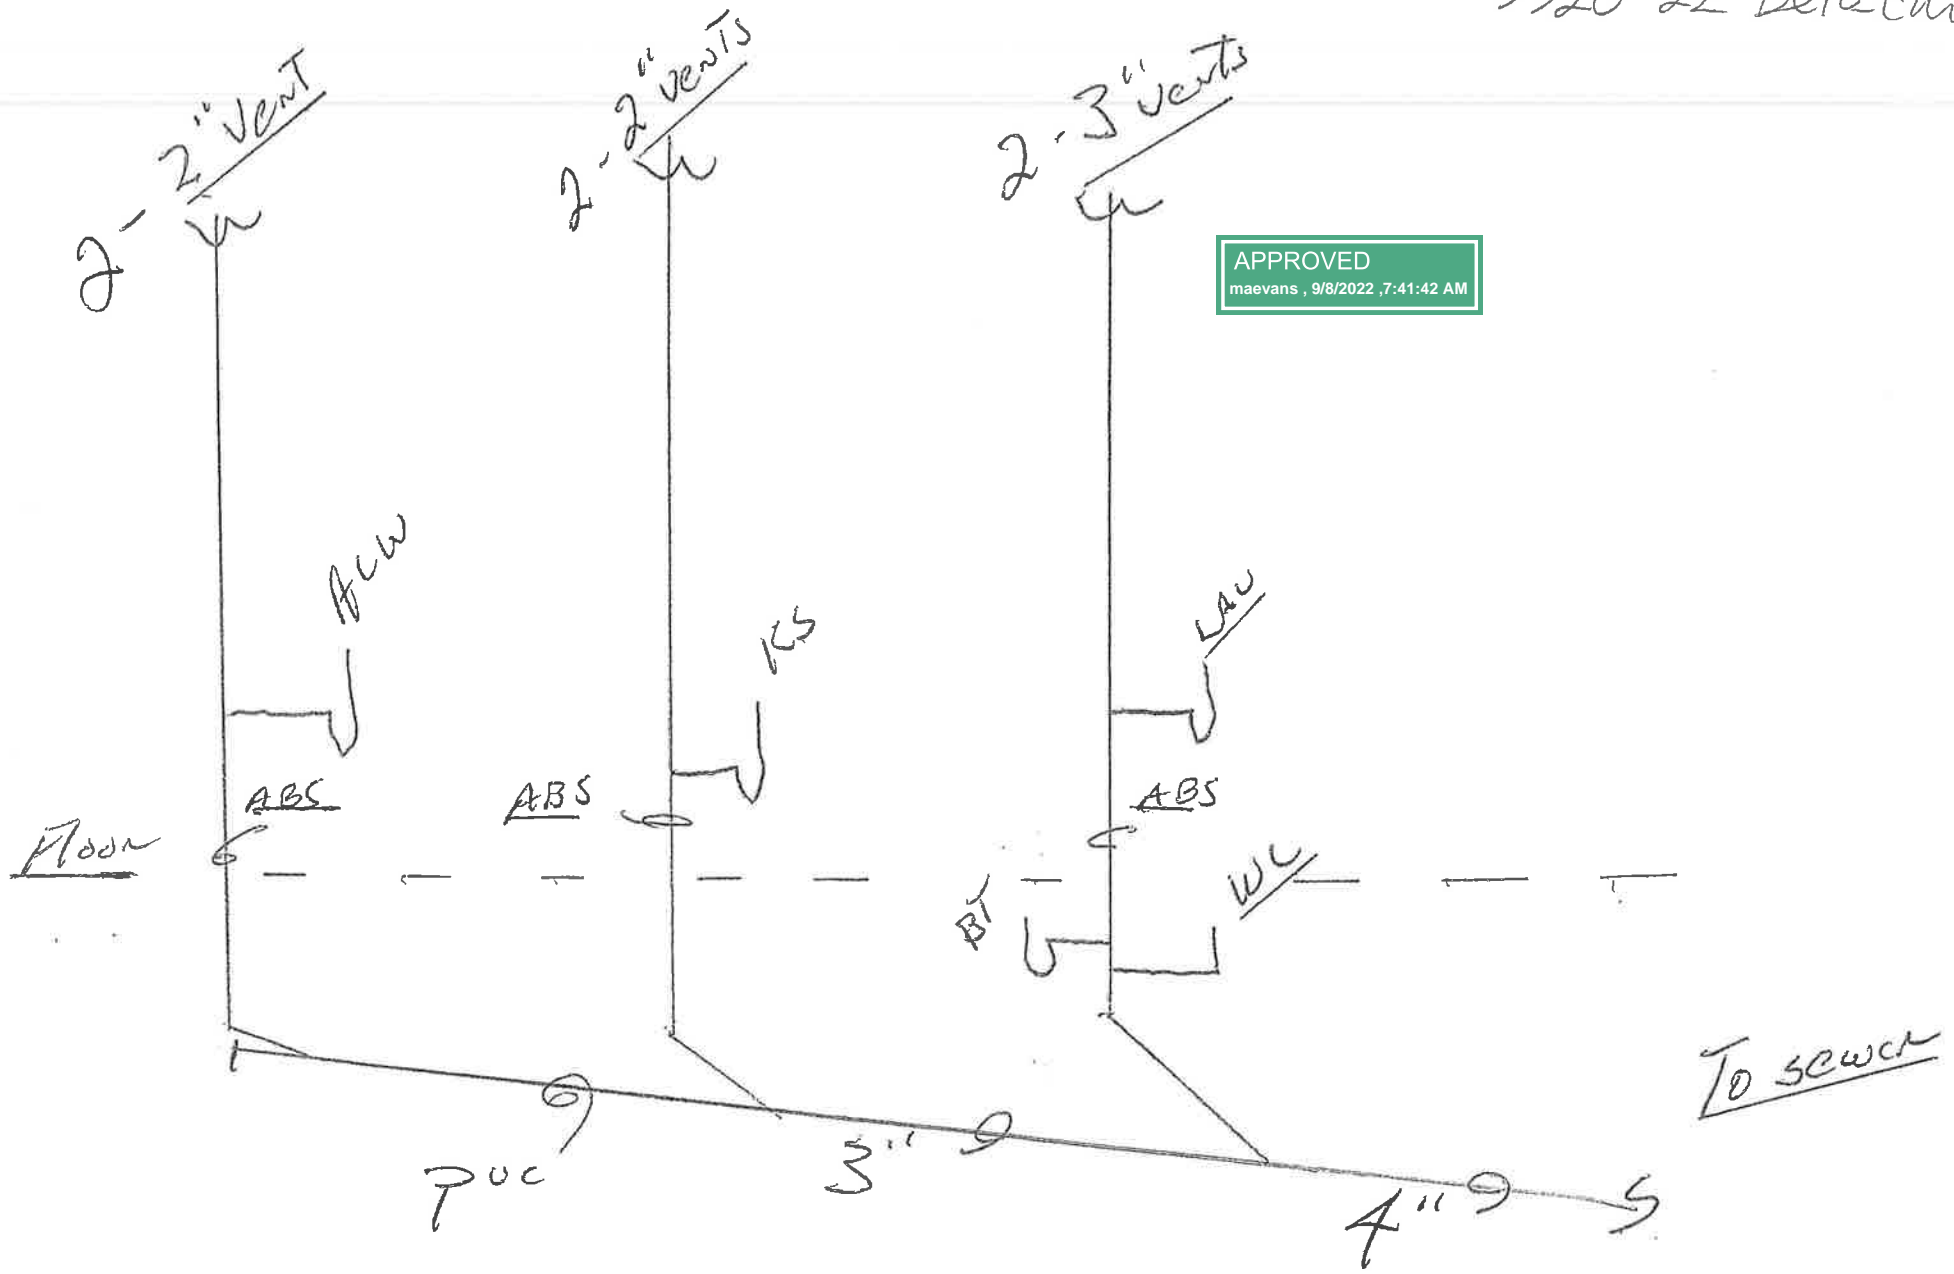 2 - 2" Vent
2 - 2" vents
2 - 3" vents
APPROVED
maevans , 9/8/2022 ,7:41:42 AM
ACW
KS
LAV
ABS
ABS
ABS
Floor
BT
WC
To sewer
PVC
3"
4"
S